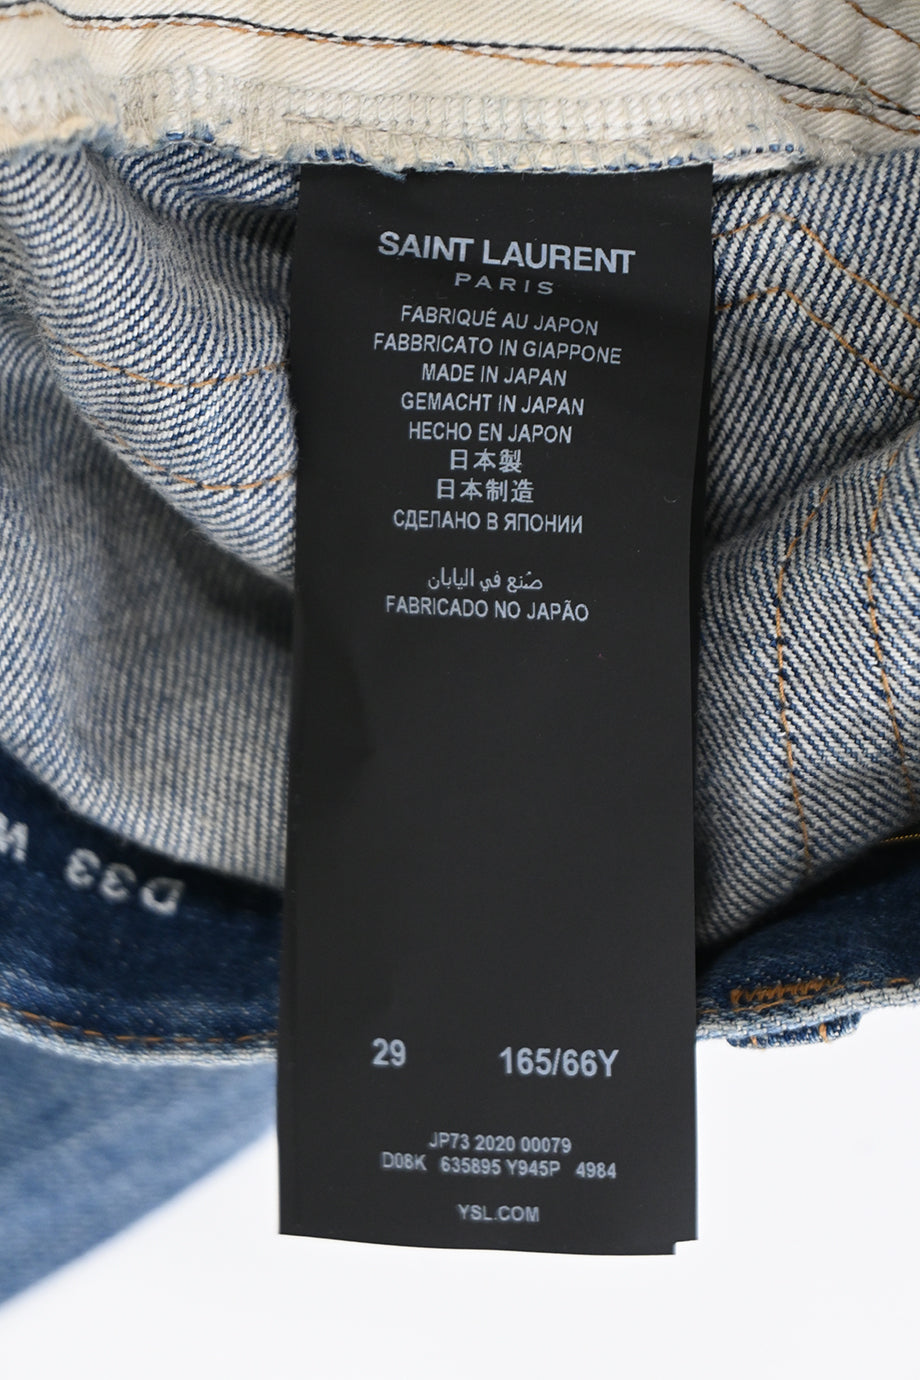 SAINT LAURENT
PARIS
FABRIQUÉ AU JAPON
FABBRICATO IN GIAPPONE
MADE IN JAPAN
GEMACHT IN JAPAN
HECHO EN JAPON
日本製
日本制造
СДЕЛАНО В ЯПОНИИ
صُنع في اليابان
FABRICADO NO JAPÃO
D33 W
29 165/66Y
JP73 2020 00079
D06K 635895 Y945P 4984
YSL.COM